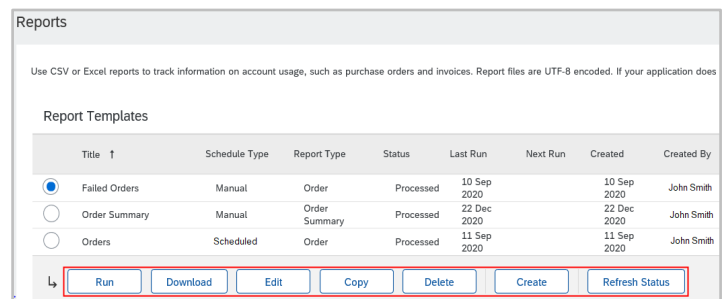 Reports
Use CSV or Excel reports to track information on account usage, such as purchase orders and invoices. Report files are UTF-8 encoded. If your application does
Report Templates
Title ↑ Schedule Type Report Type Status Last Run Next Run Created Created By
Failed Orders Manual Order Processed 10 Sep 2020 10 Sep 2020 John Smith
Order Summary Manual Order Summary Processed 22 Dec 2020 22 Dec 2020 John Smith
Orders Scheduled Order Processed 11 Sep 2020 11 Sep 2020 John Smith
↳ Run Download Edit Copy Delete Create Refresh Status